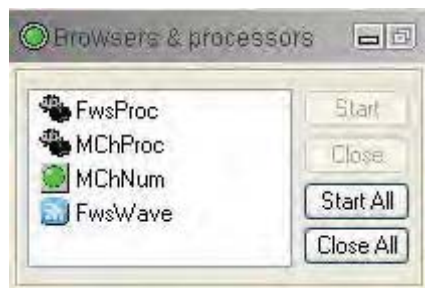 Browsers & processors
FwsProc
MChProc
MChNum
FwsWave
Start
Close
Start All
Close All